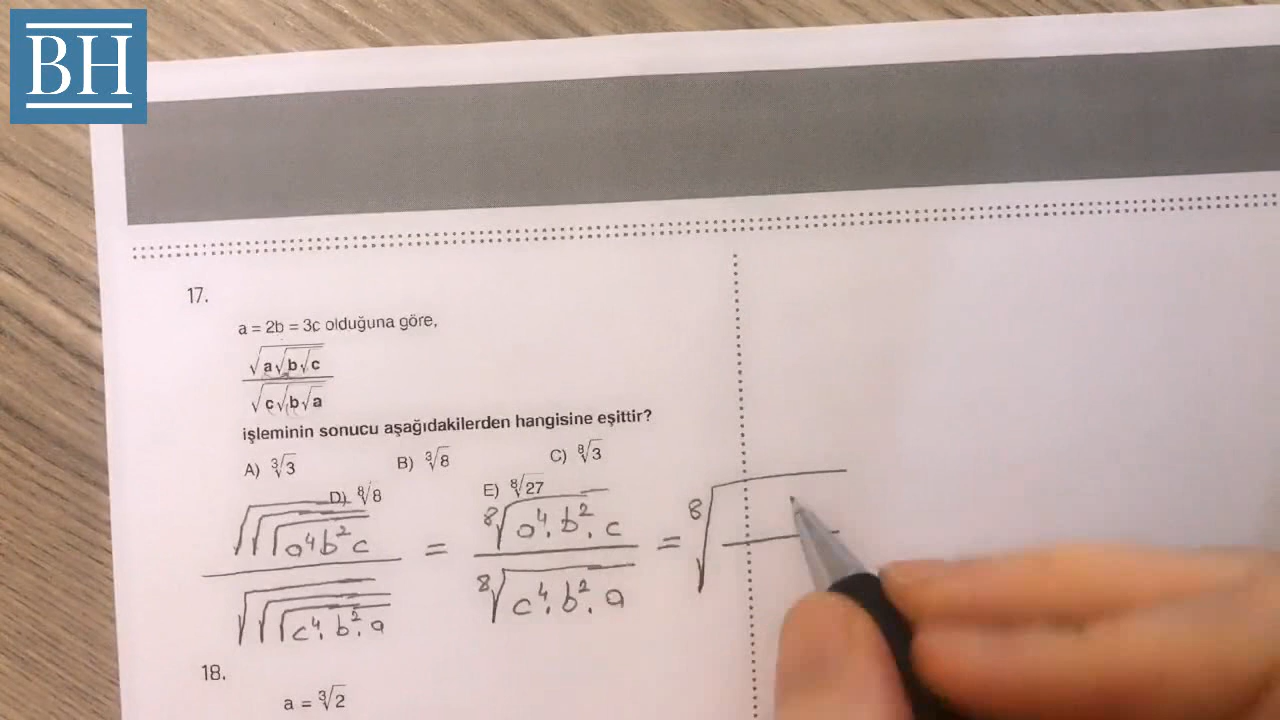 BH
17.
a = 2b = 3c olduğuna göre,
√(a√(b√c))
√(c√(b√a))
işleminin sonucu aşağıdakilerden hangisine eşittir?
A) ∛3 B) ∛8 C) ⁸√3
D) ⁸√8 E) ⁸√27
√√√(a⁴b²c) / √√√(c⁴.b².a) = ⁸√(a⁴.b².c) / ⁸√(c⁴.b².a) = ⁸√
18.
a = ∛2